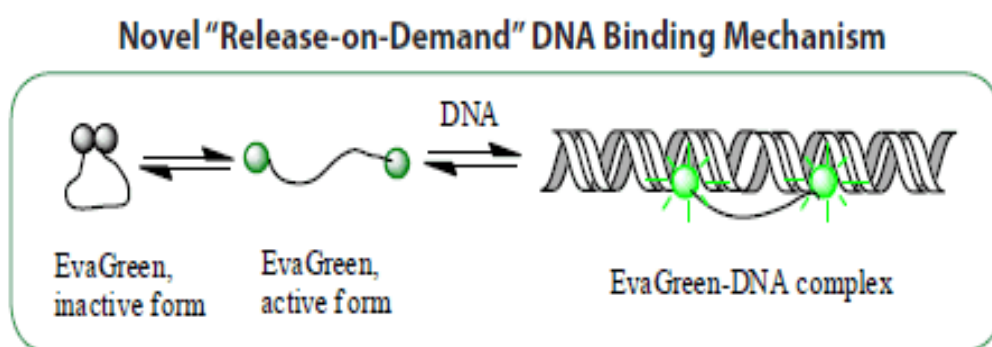 Novel “Release-on-Demand” DNA Binding Mechanism
DNA
EvaGreen,
inactive form
EvaGreen,
active form
EvaGreen-DNA complex